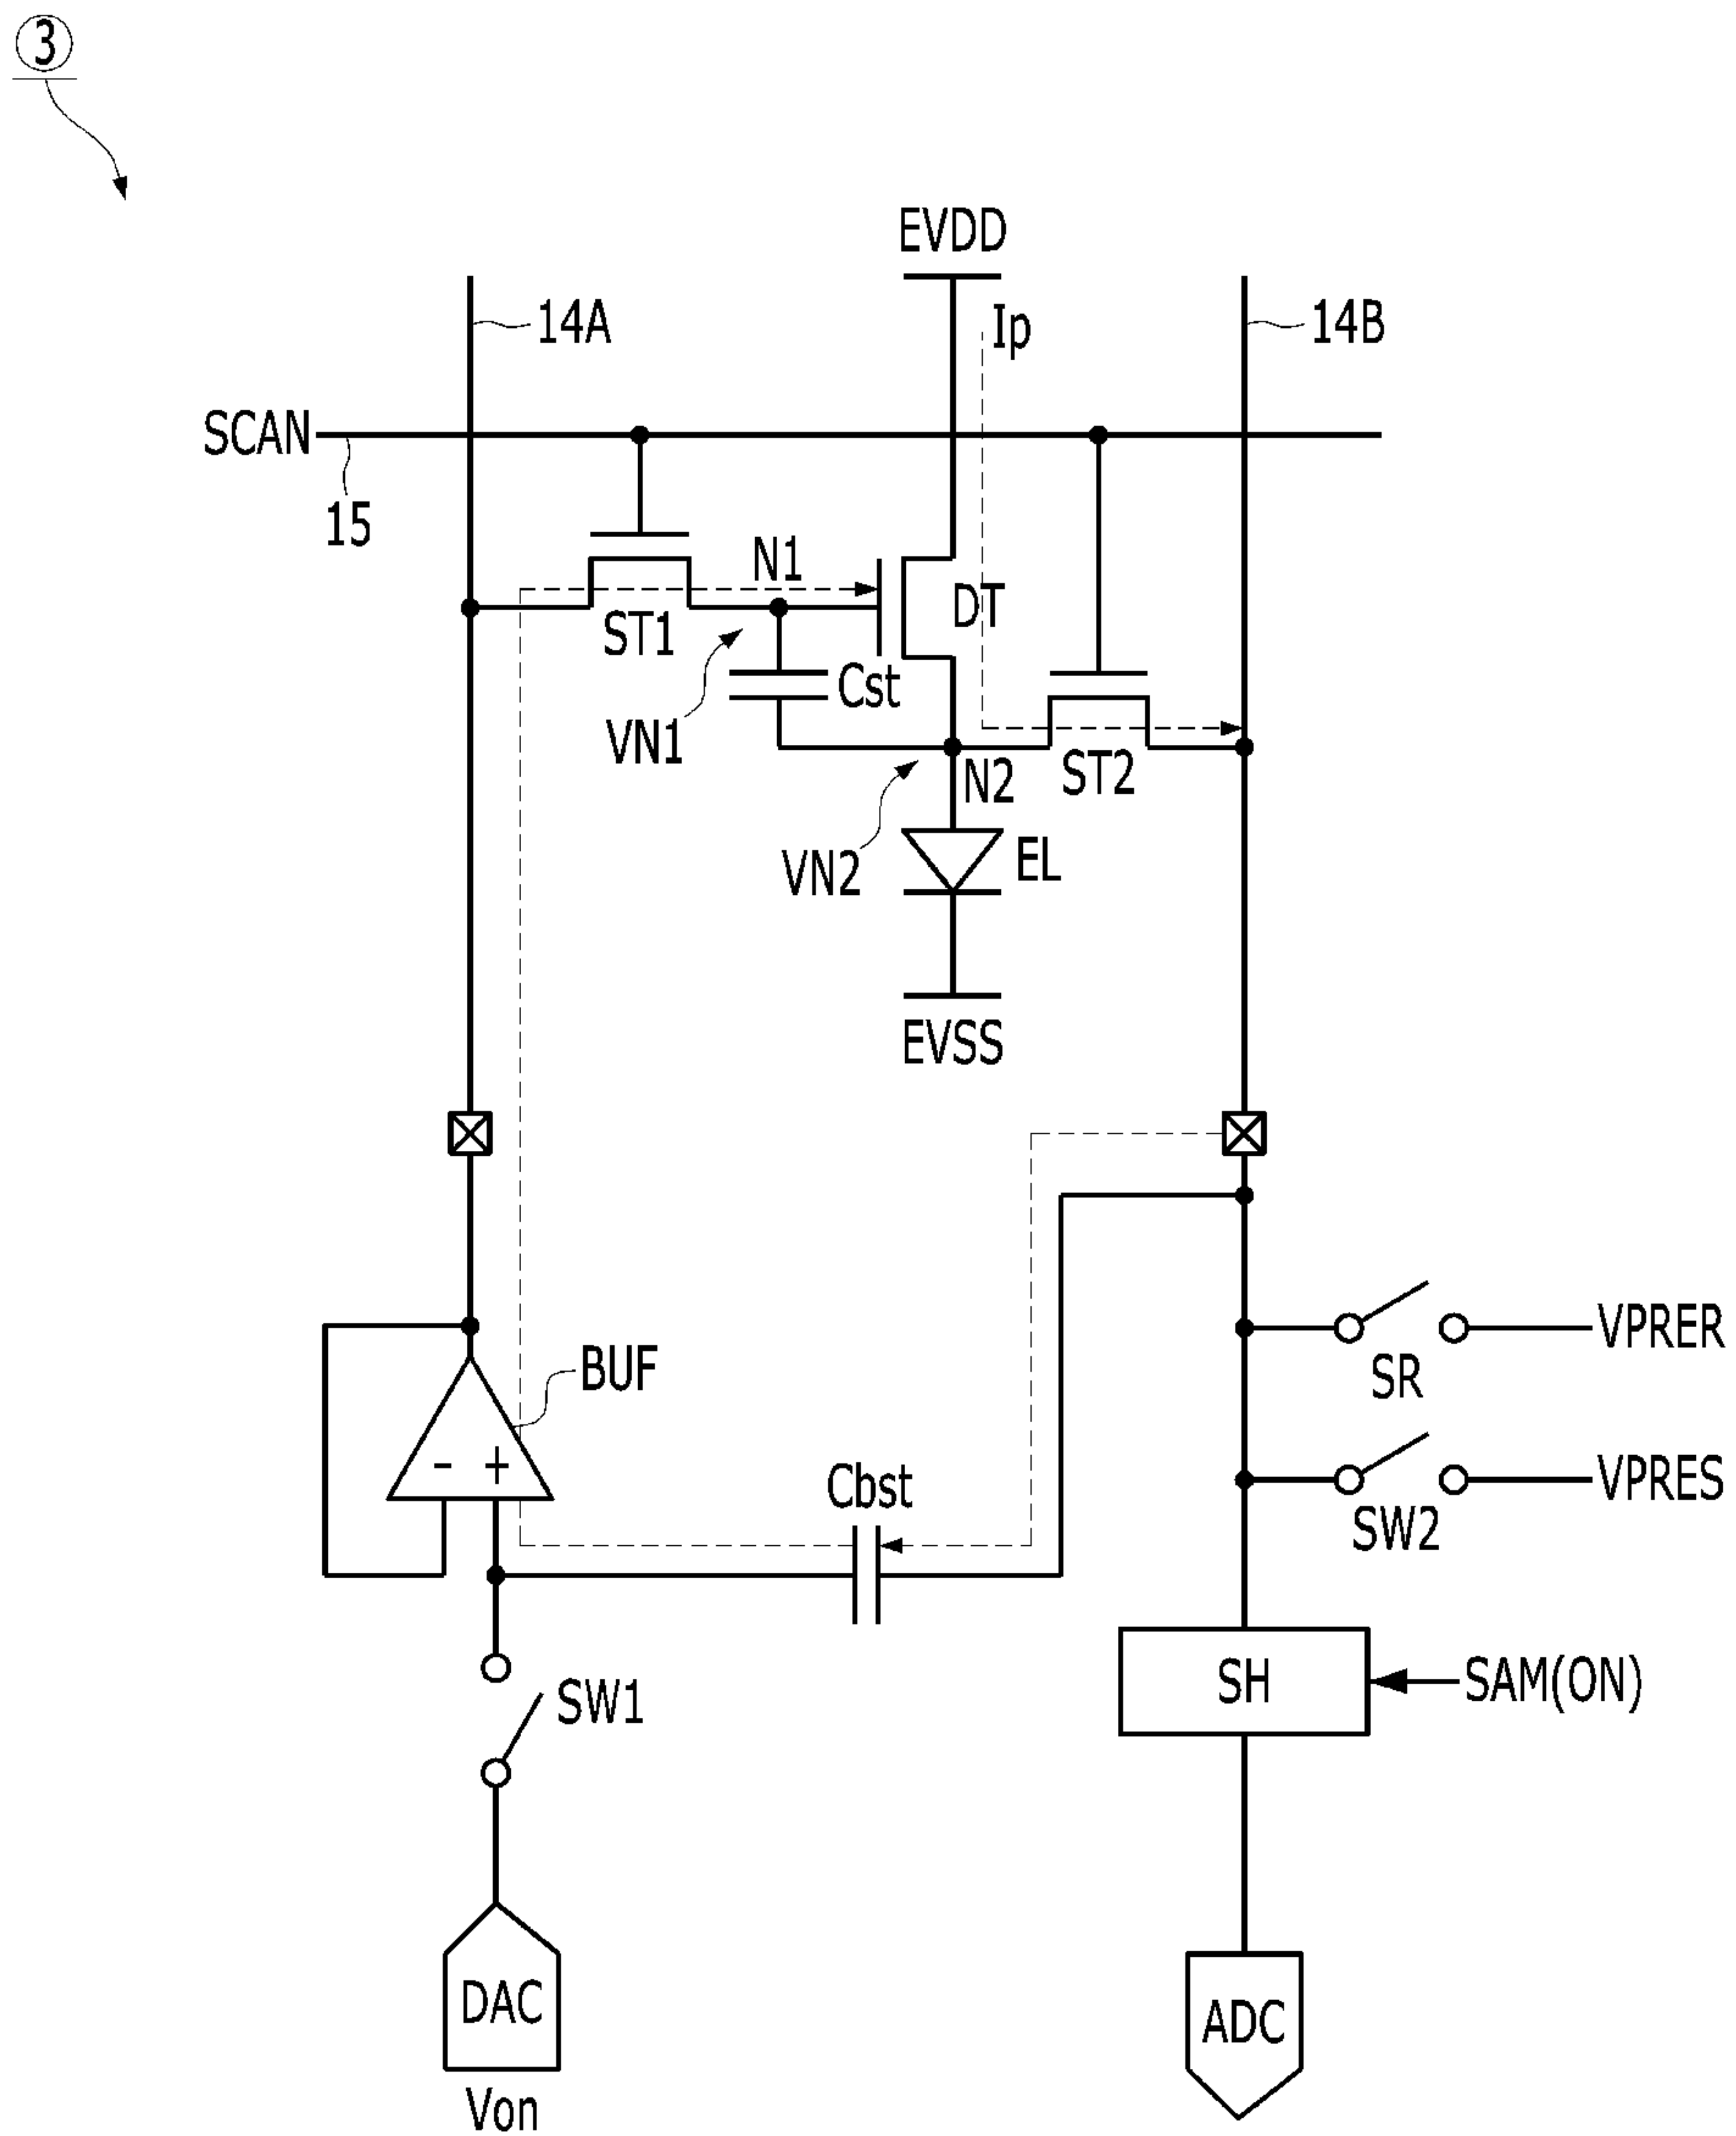 3
EVDD
14A
Ip
14B
SCAN
15
N1
DT
ST1
Cst
VN1
ST2
N2
VN2
EL
EVSS
VPRER
BUF
SR
- +
Cbst
VPRES
SW2
SH
SAM(ON)
SW1
DAC
ADC
Von